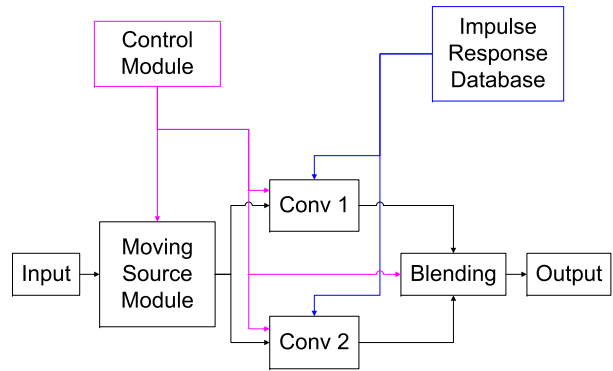 Control
Module
Impulse
Response
Database
Conv 1
Input
Moving
Source
Module
Blending
Output
Conv 2